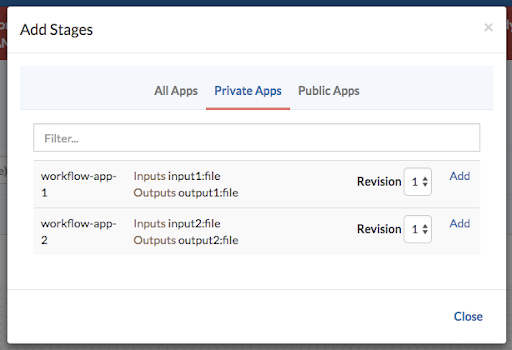 Add Stages ×
All Apps Private Apps Public Apps
Filter...
workflow-app- Inputs input1:file Revision 1 Add
1 Outputs output1:file
workflow-app- Inputs input2:file Revision 1 Add
2 Outputs output2:file
Close